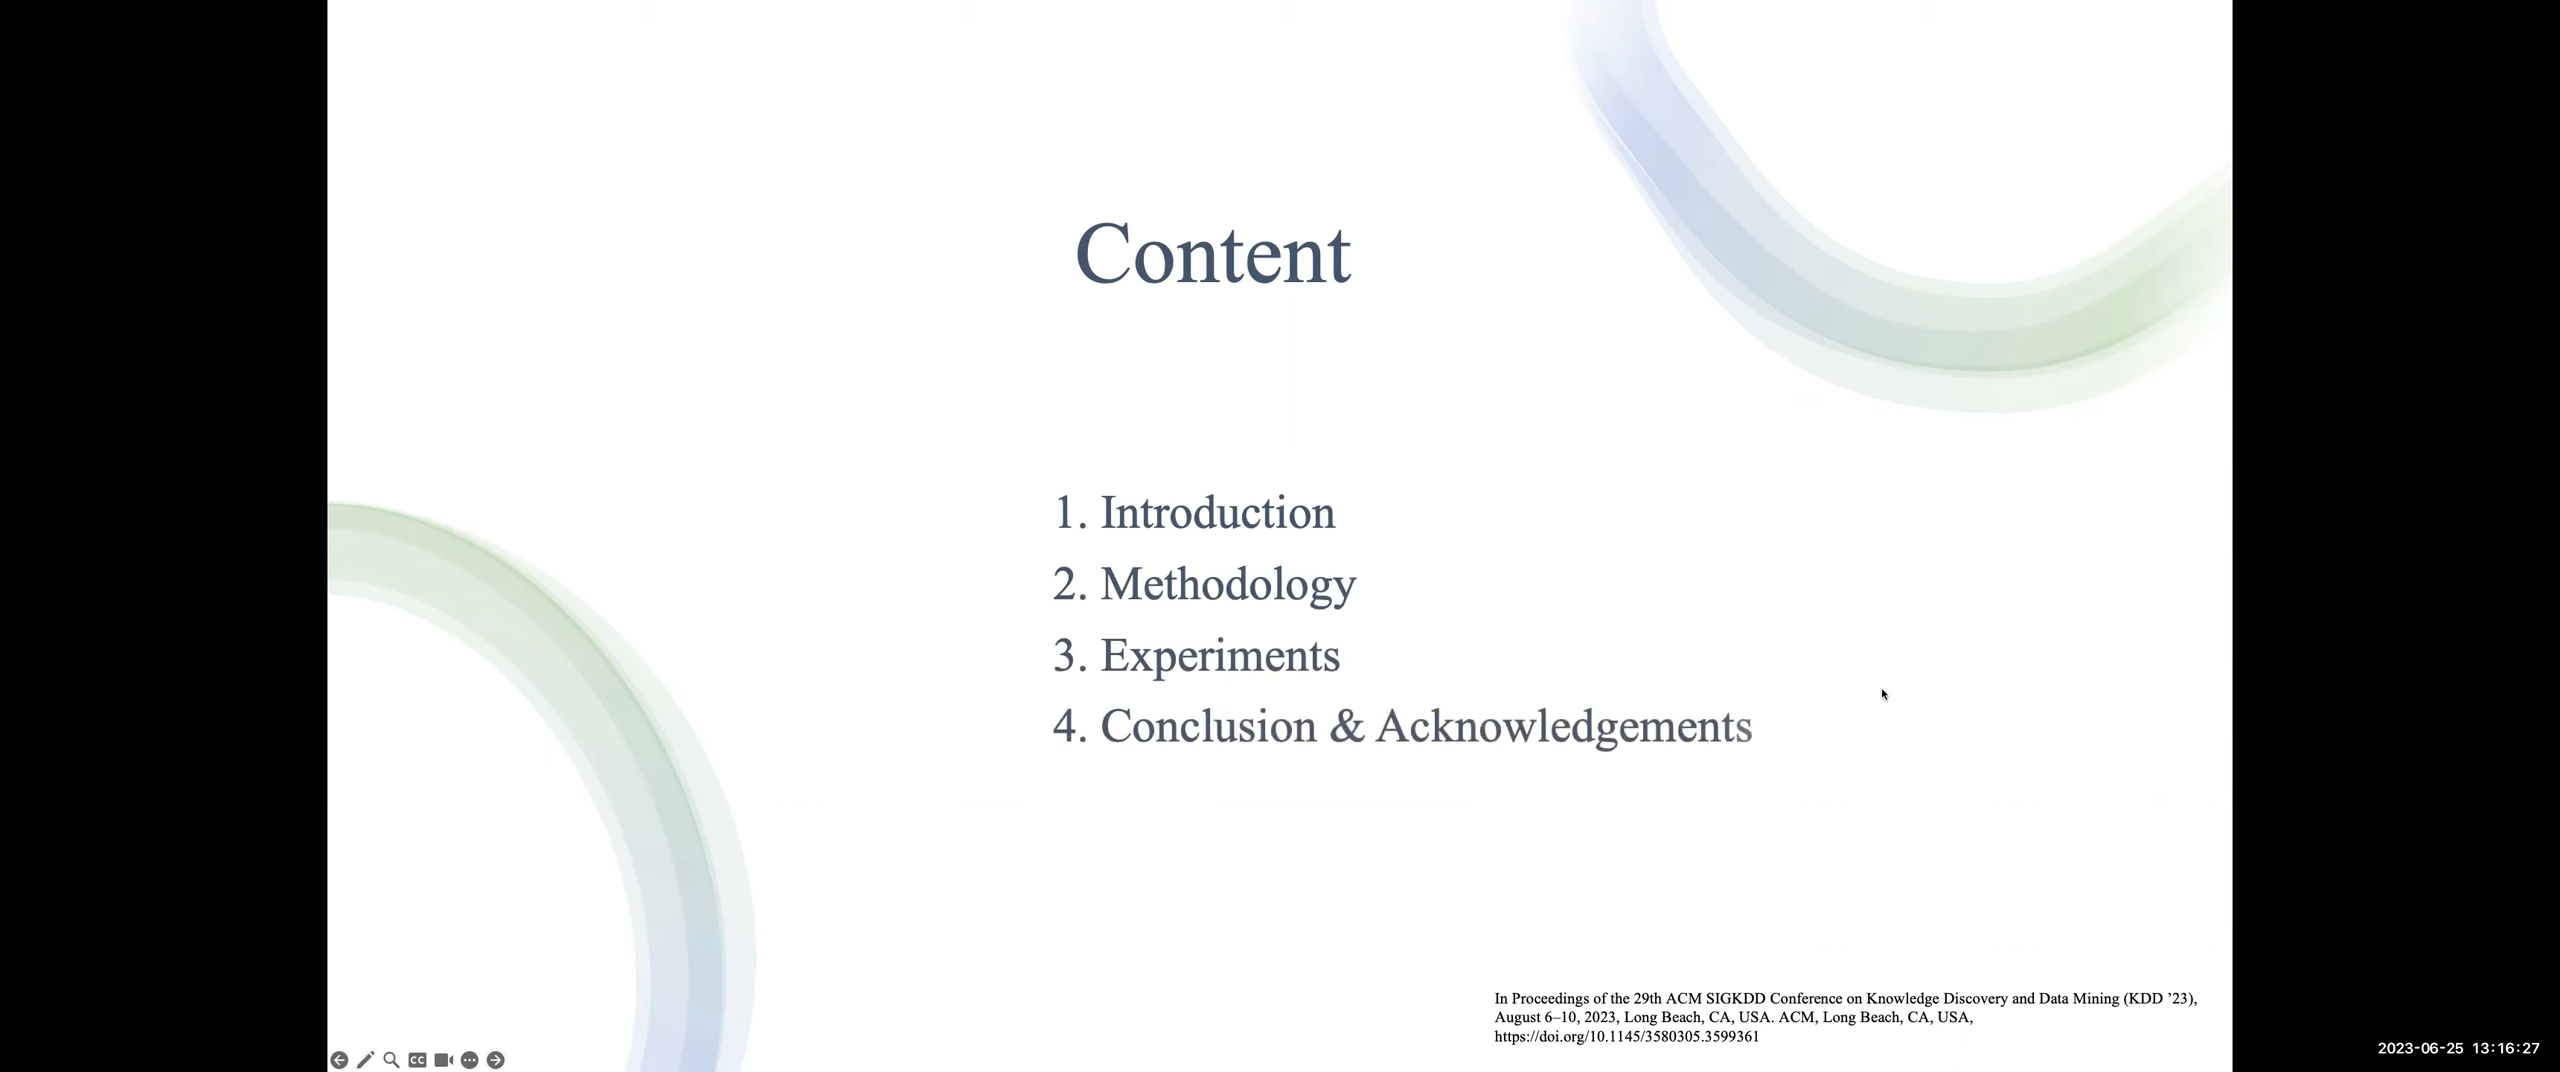 Content
1. Introduction
2. Methodology
3. Experiments
4. Conclusion & Acknowledgements
In Proceedings of the 29th ACM SIGKDD Conference on Knowledge Discovery and Data Mining (KDD ’23),
August 6–10, 2023, Long Beach, CA, USA. ACM, Long Beach, CA, USA,
https://doi.org/10.1145/3580305.3599361
CC
2023-06-25 13:16:27